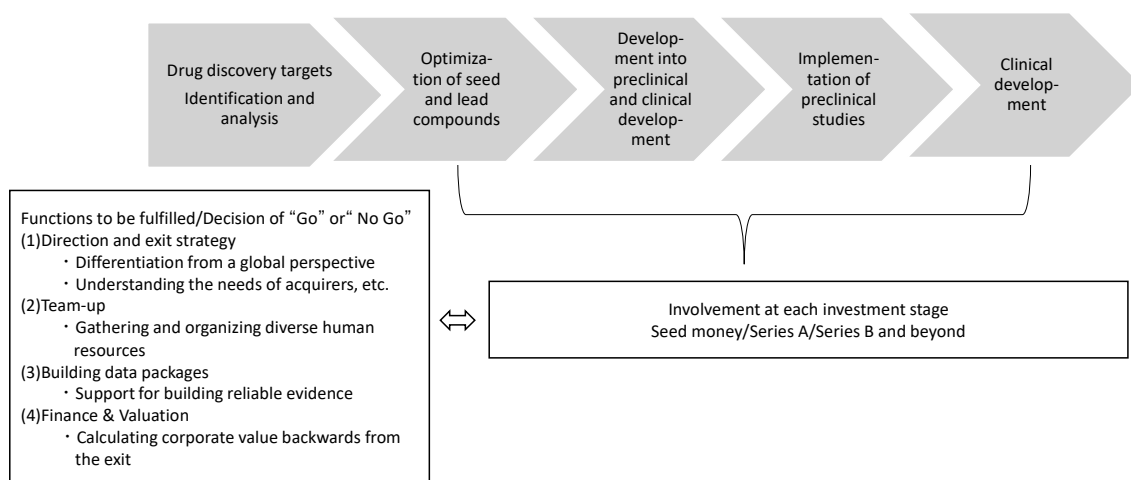 Drug discovery targets
Identification and
analysis
Optimiza-
tion of seed
and lead
compounds
Develop-
ment into
preclinical
and clinical
develop-
ment
Implemen-
tation of
preclinical
studies
Clinical
develop-
ment
Functions to be fulfilled/Decision of “Go” or“ No Go”
(1)Direction and exit strategy
・Differentiation from a global perspective
・Understanding the needs of acquirers, etc.
(2)Team-up
・Gathering and organizing diverse human
resources
(3)Building data packages
・Support for building reliable evidence
(4)Finance & Valuation
・Calculating corporate value backwards from
the exit
Involvement at each investment stage
Seed money/Series A/Series B and beyond